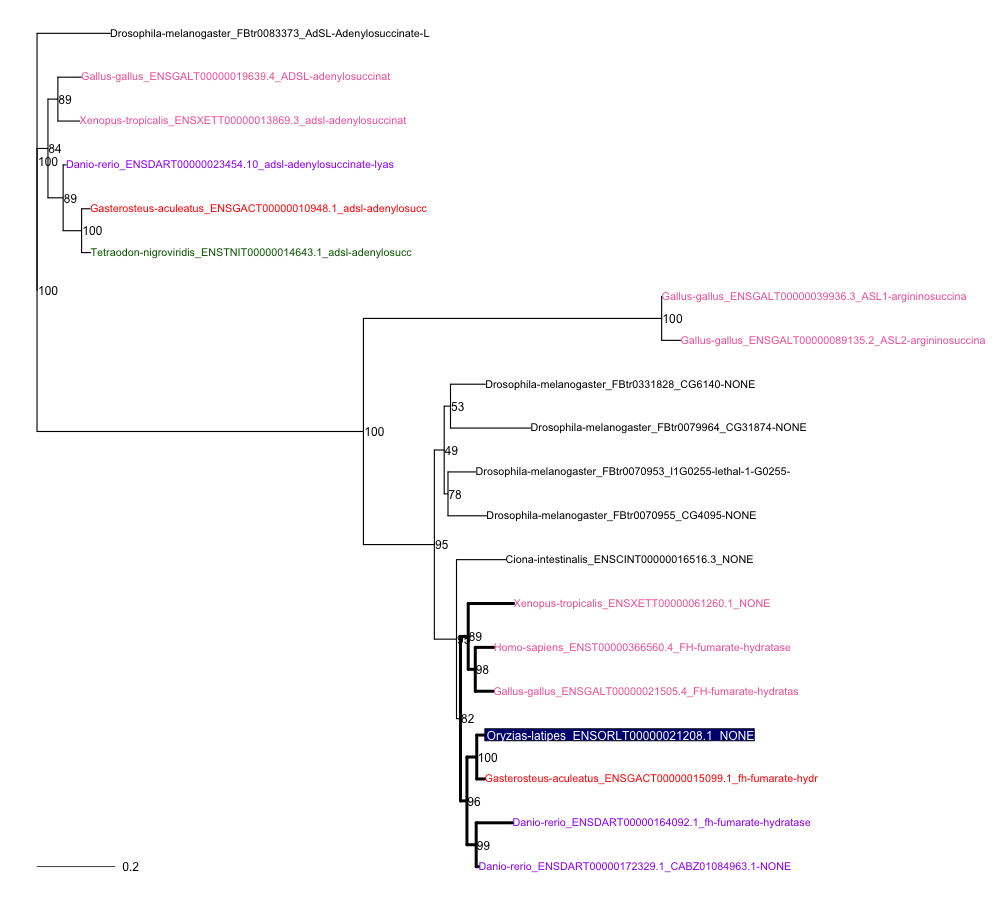 Drosophila-melanogaster_FBtr0083373_AdSL-Adenylosuccinate-L
Gallus-gallus_ENSGALT00000019639.4_ADSL-adenylosuccinat
89
Xenopus-tropicalis_ENSXETT00000013869.3_adsl-adenylosuccinat
84
100
Danio-rerio_ENSDART00000023454.10_adsl-adenylosuccinate-lyas
89
Gasterosteus-aculeatus_ENSGACT00000010948.1_adsl-adenylosucc
100
Tetraodon-nigroviridis_ENSTNIT00000014643.1_adsl-adenylosucc
100
Gallus-gallus_ENSGALT00000039936.3_ASL1-argininosuccina
100
Gallus-gallus_ENSGALT00000089135.2_ASL2-argininosuccina
Drosophila-melanogaster_FBtr0331828_CG6140-NONE
53
Drosophila-melanogaster_FBtr0079964_CG31874-NONE
100
49
Drosophila-melanogaster_FBtr0070953_l1G0255-lethal-1-G0255-
78
Drosophila-melanogaster_FBtr0070955_CG4095-NONE
95
Ciona-intestinalis_ENSCINT00000016516.3_NONE
Xenopus-tropicalis_ENSXETT00000061260.1_NONE
89
Homo-sapiens_ENST00000366560.4_FH-fumarate-hydratase
98
Gallus-gallus_ENSGALT00000021505.4_FH-fumarate-hydratas
82
Oryzias-latipes_ENSORLT00000021208.1_NONE
100
Gasterosteus-aculeatus_ENSGACT00000015099.1_fh-fumarate-hydr
96
Danio-rerio_ENSDART00000164092.1_fh-fumarate-hydratase
99
Danio-rerio_ENSDART00000172329.1_CABZ01084963.1-NONE
0.2